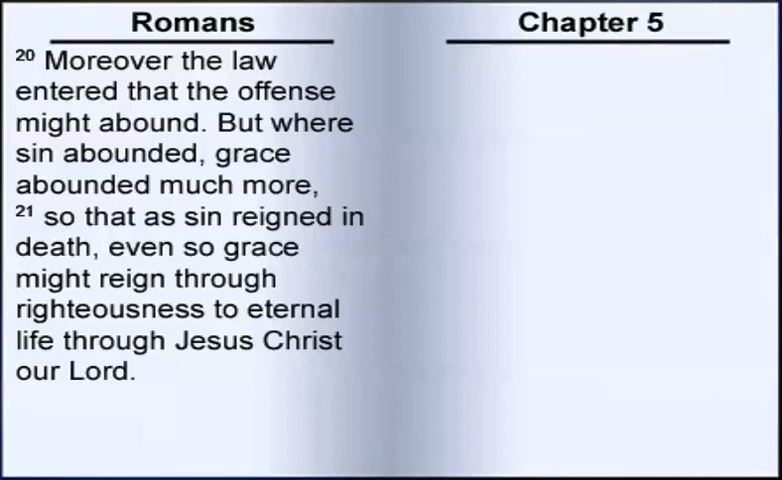 Romans
Chapter 5
20 Moreover the law
entered that the offense
might abound. But where
sin abounded, grace
abounded much more,
21 so that as sin reigned in
death, even so grace
might reign through
righteousness to eternal
life through Jesus Christ
our Lord.